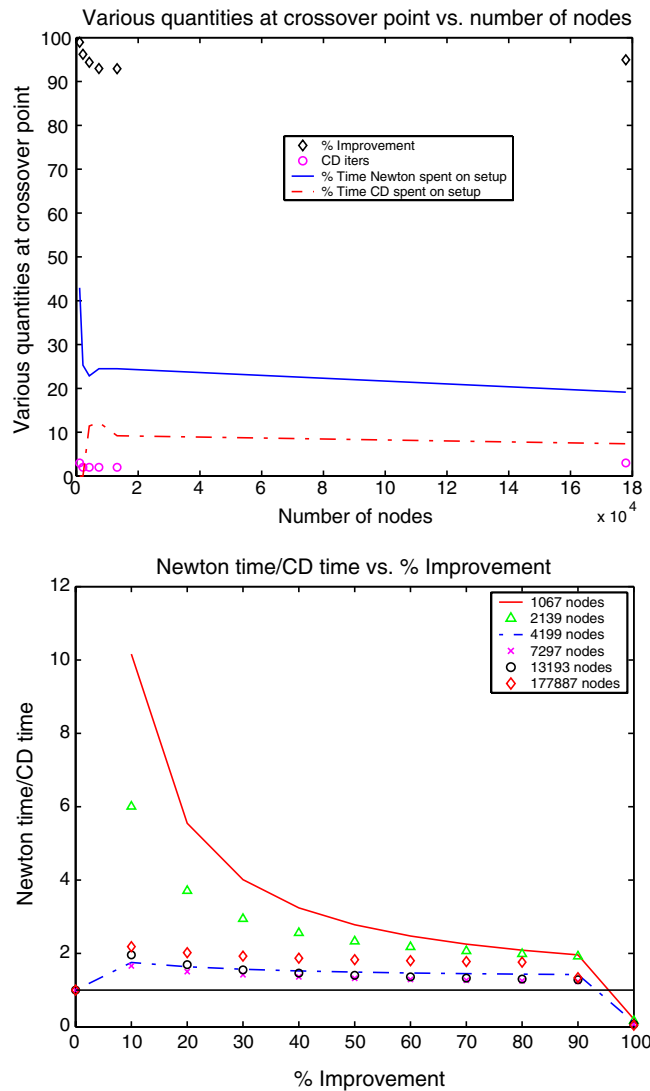 Various quantities at crossover point vs. number of nodes
Various quantities at crossover point
100
90
80
70
60
50
40
30
20
10
0
% Improvement
CD iters
% Time Newton spent on setup
% Time CD spent on setup
0 2 4 6 8 10 12 14 16 18
x 10^4
Number of nodes
Newton time/CD time vs. % Improvement
Newton time/CD time
12
10
8
6
4
2
0
1067 nodes
2139 nodes
4199 nodes
7297 nodes
13193 nodes
177887 nodes
0 10 20 30 40 50 60 70 80 90 100
% Improvement